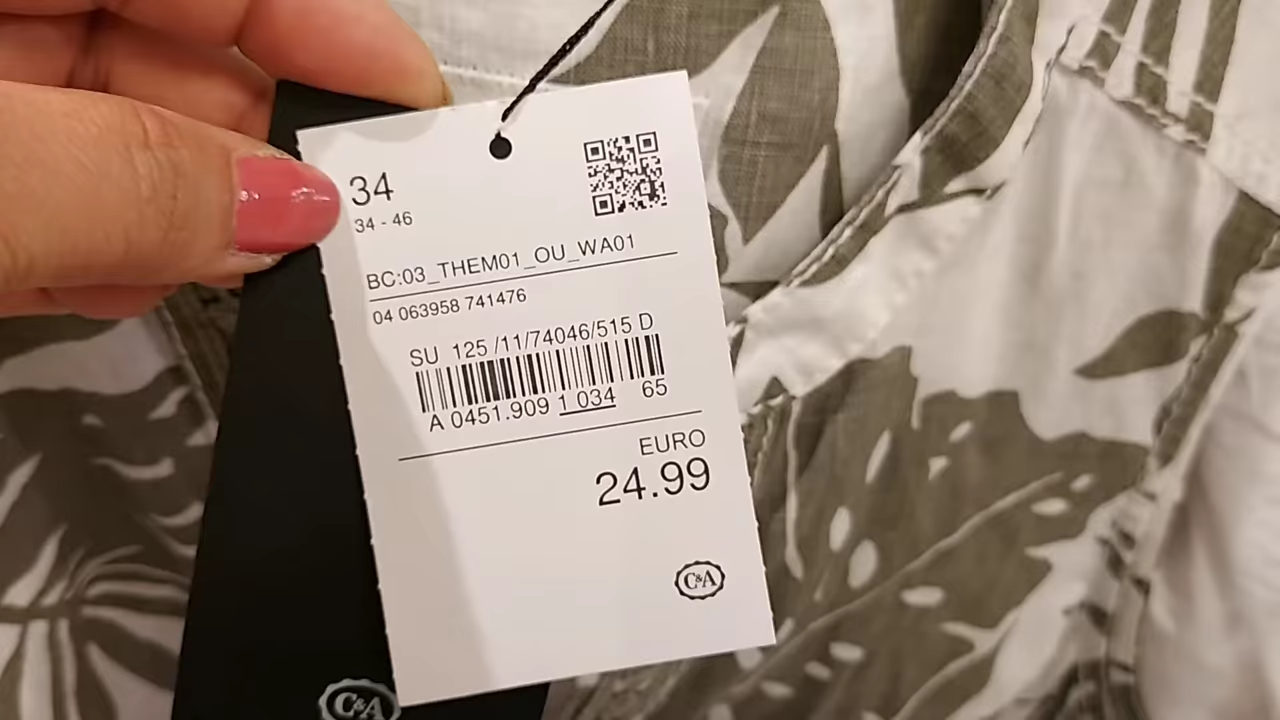 34
34 - 46
BC:03_THEM01_OU_WA01
04 063958 741476
SU 125 /11/74046/515 D
A 0451.909 1 034 65
EURO
24.99
C&A
C&A